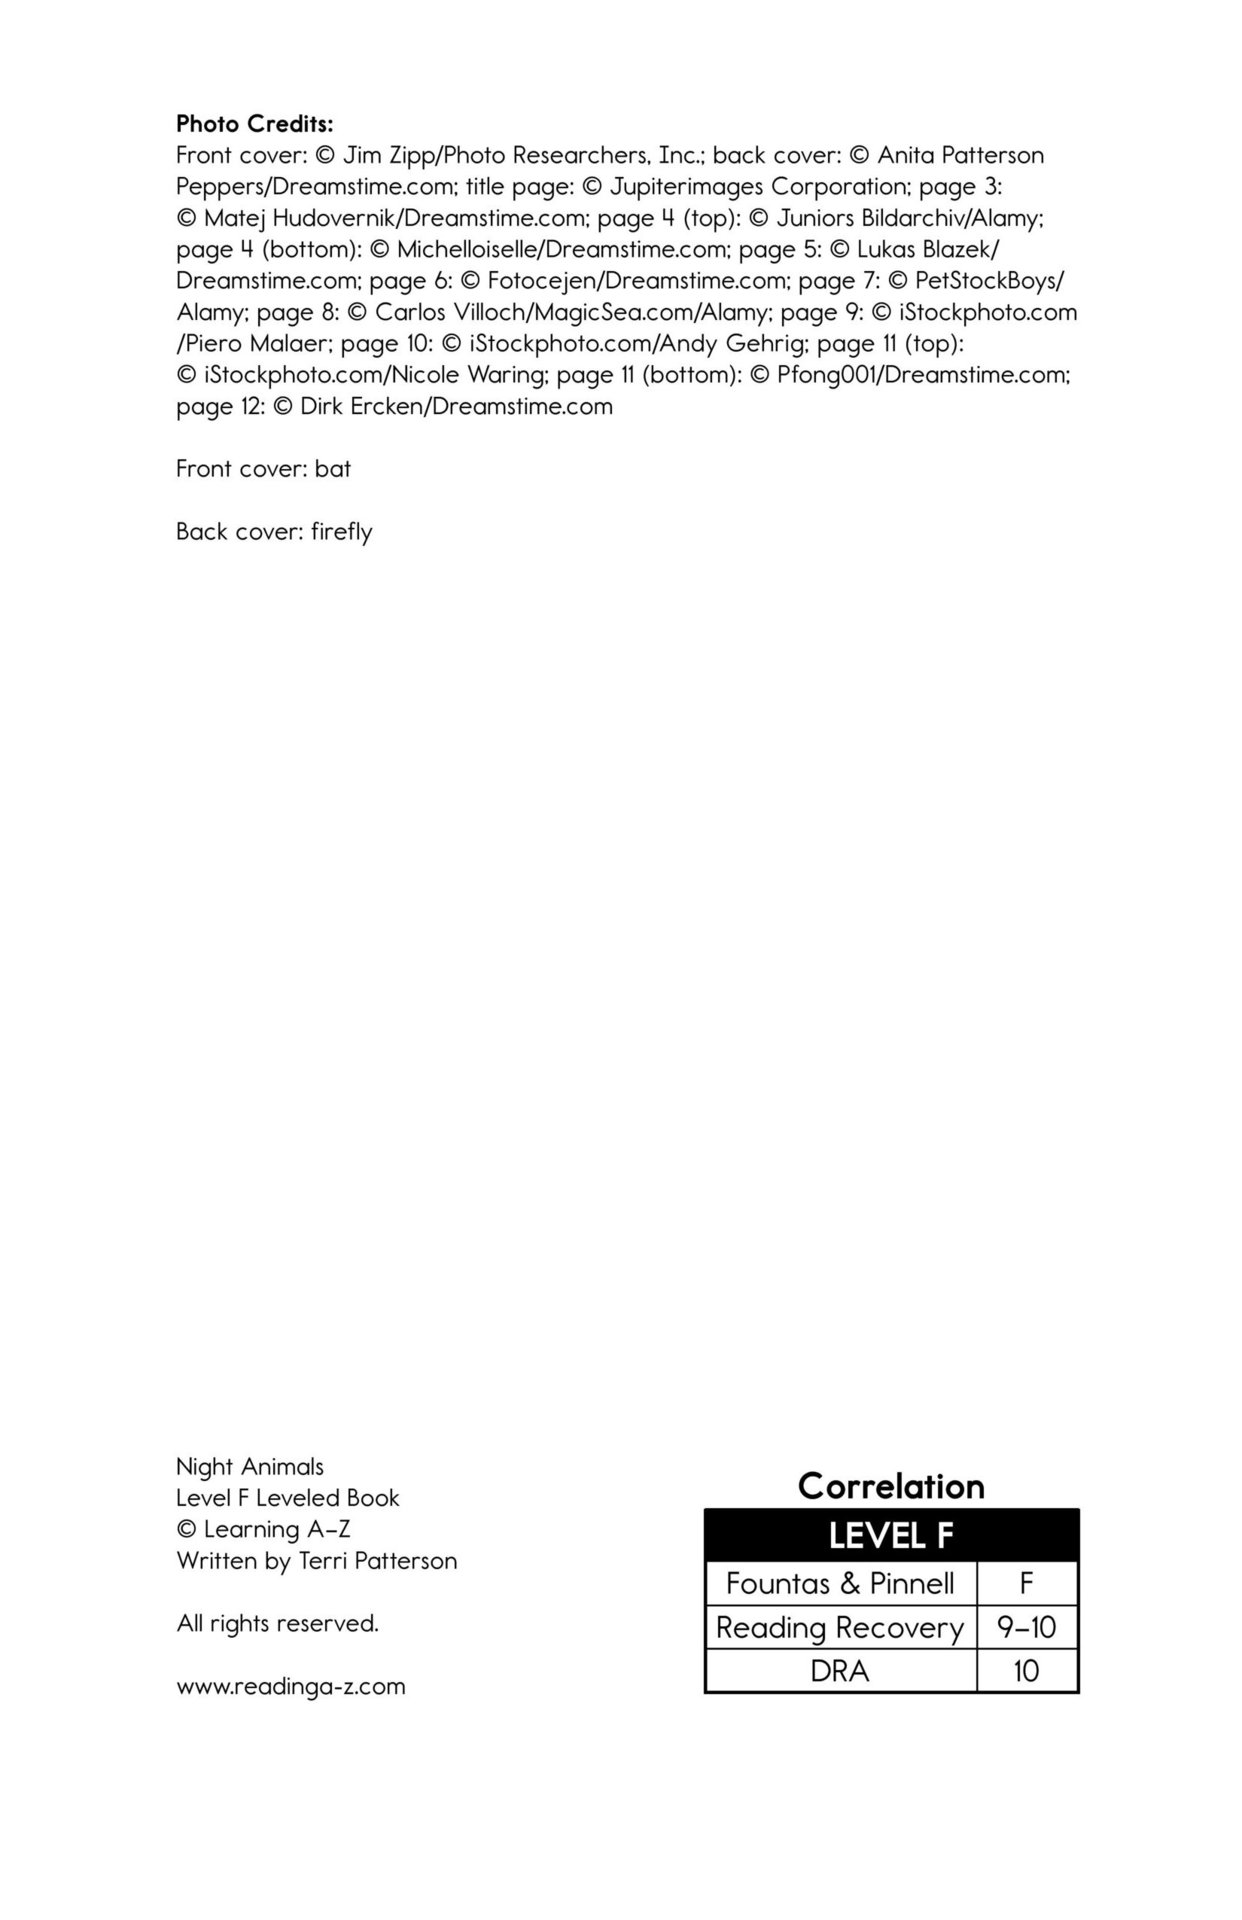 Photo Credits:
Front cover: © Jim Zipp/Photo Researchers, Inc.; back cover: © Anita Patterson
Peppers/Dreamstime.com; title page: © Jupiterimages Corporation; page 3:
© Matej Hudovernik/Dreamstime.com; page 4 (top): © Juniors Bildarchiv/Alamy;
page 4 (bottom): © Michelloiselle/Dreamstime.com; page 5: © Lukas Blazek/
Dreamstime.com; page 6: © Fotocejen/Dreamstime.com; page 7: © PetStockBoys/
Alamy; page 8: © Carlos Villoch/MagicSea.com/Alamy; page 9: © iStockphoto.com
/Piero Malaer; page 10: © iStockphoto.com/Andy Gehrig; page 11 (top):
© iStockphoto.com/Nicole Waring; page 11 (bottom): © Pfong001/Dreamstime.com;
page 12: © Dirk Ercken/Dreamstime.com
Front cover: bat
Back cover: firefly
Night Animals
Level F Leveled Book
© Learning A–Z
Written by Terri Patterson
All rights reserved.
www.readinga-z.com
Correlation
LEVEL F
Fountas & Pinnell F
Reading Recovery 9–10
DRA 10